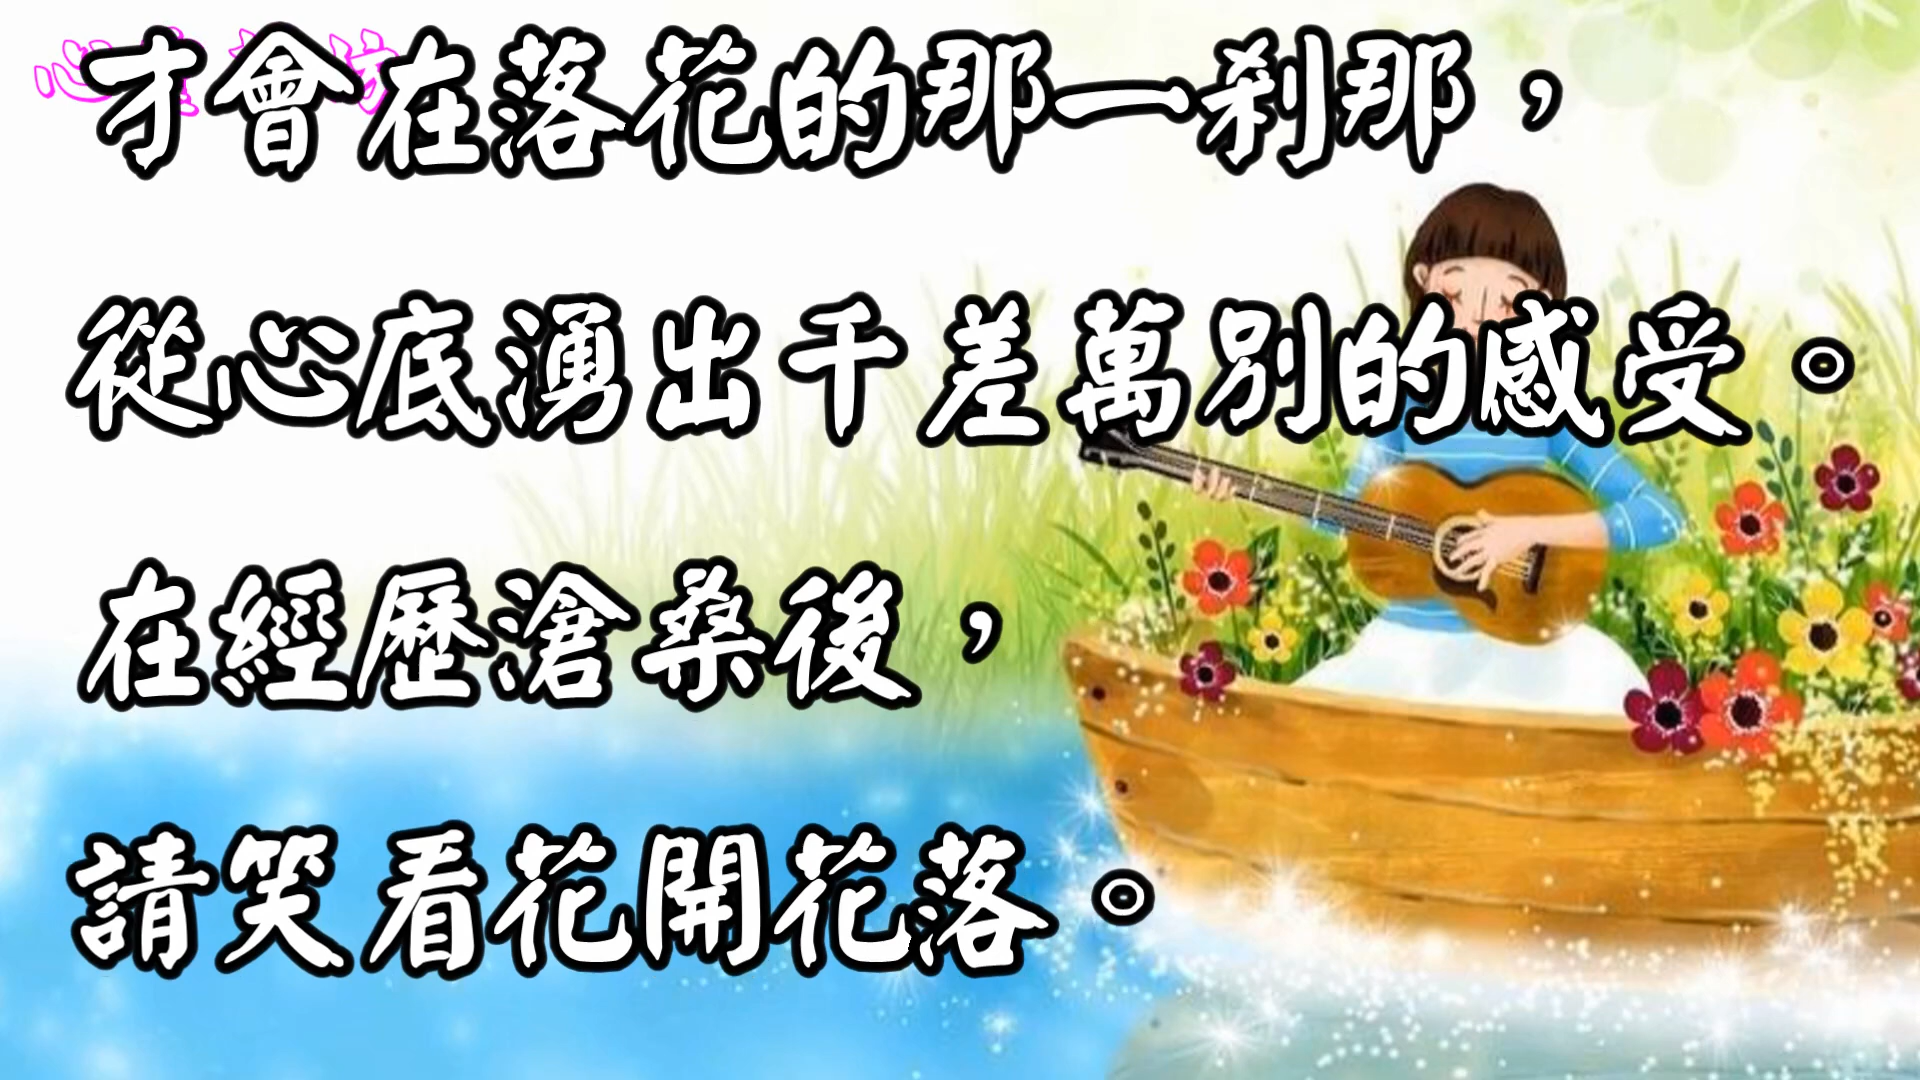 才會在落花的那一剎那，
從心底湧出千差萬別的感受。
在經歷滄桑後，
請笑看花開花落。